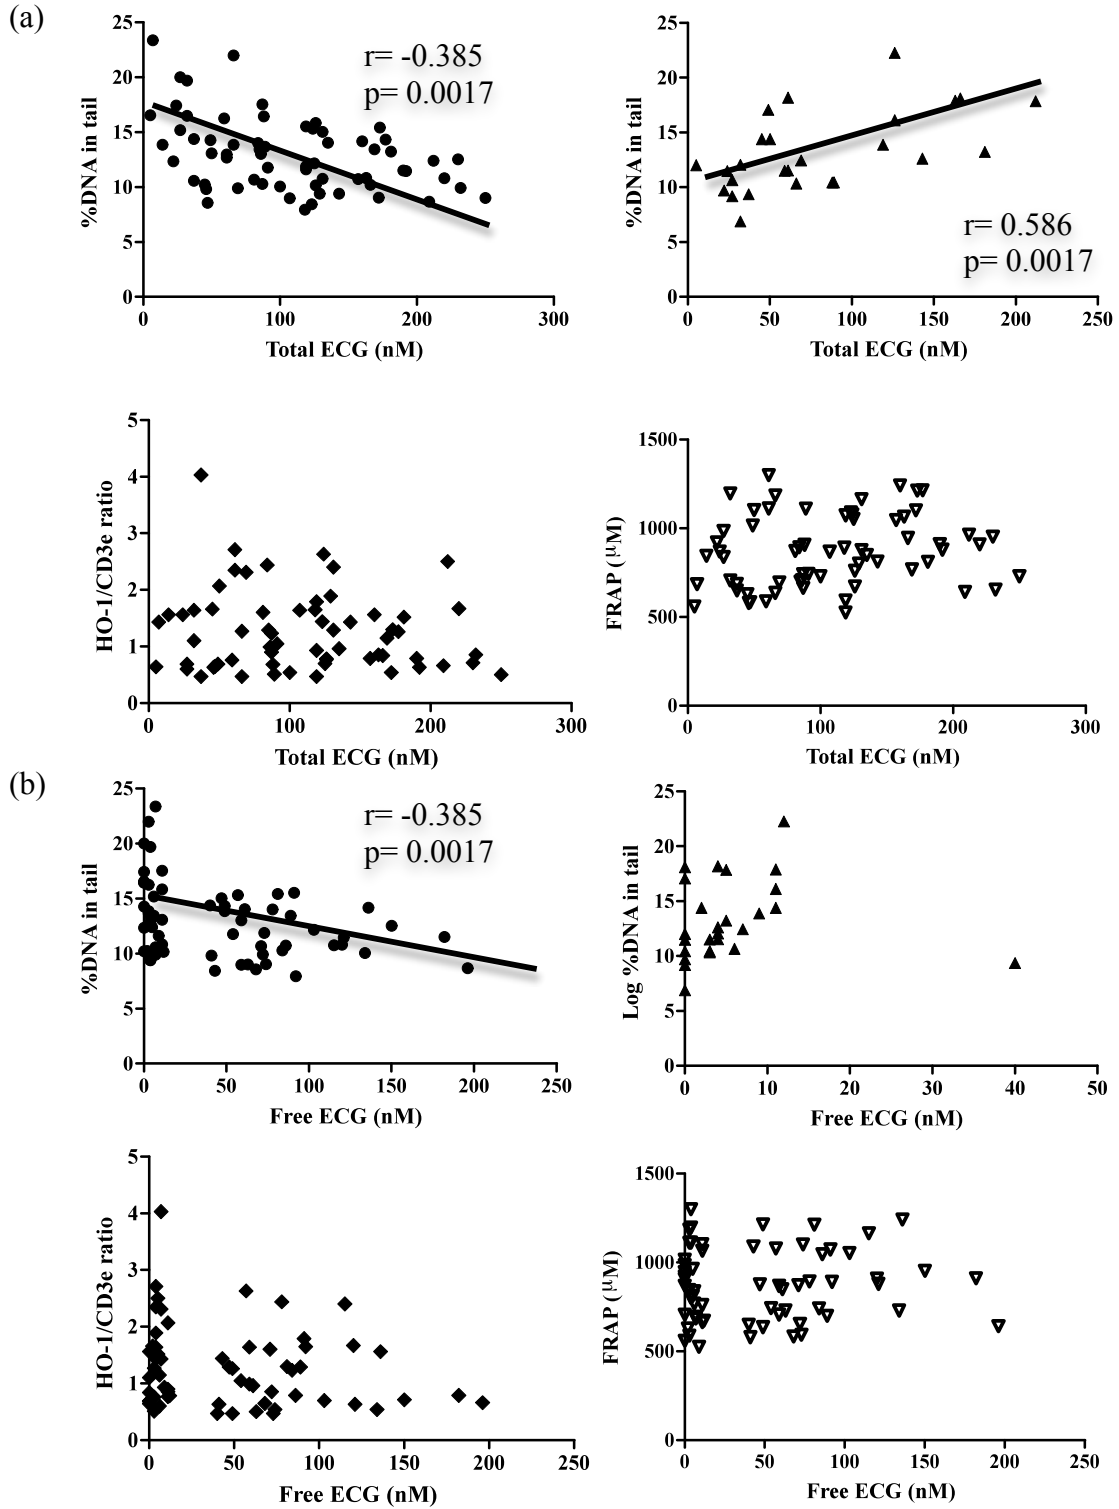 (a)
25
20
15
10
5
0
%DNA in tail
r= -0.385
p= 0.0017
0 100 200 300
Total ECG (nM)
25
20
15
10
5
0
%DNA in tail
r= 0.586
p= 0.0017
0 50 100 150 200 250
Total ECG (nM)
5
4
3
2
1
0
HO-1/CD3e ratio
0 100 200 300
Total ECG (nM)
1500
1000
500
0
FRAP (µM)
0 100 200 300
Total ECG (nM)
(b)
25
20
15
10
5
0
%DNA in tail
r= -0.385
p= 0.0017
0 50 100 150 200 250
Free ECG (nM)
25
20
15
10
5
0
Log %DNA in tail
0 10 20 30 40 50
Free ECG (nM)
5
4
3
2
1
0
HO-1/CD3e ratio
0 50 100 150 200 250
Free ECG (nM)
1500
1000
500
0
FRAP (µM)
0 50 100 150 200 250
Free ECG (nM)